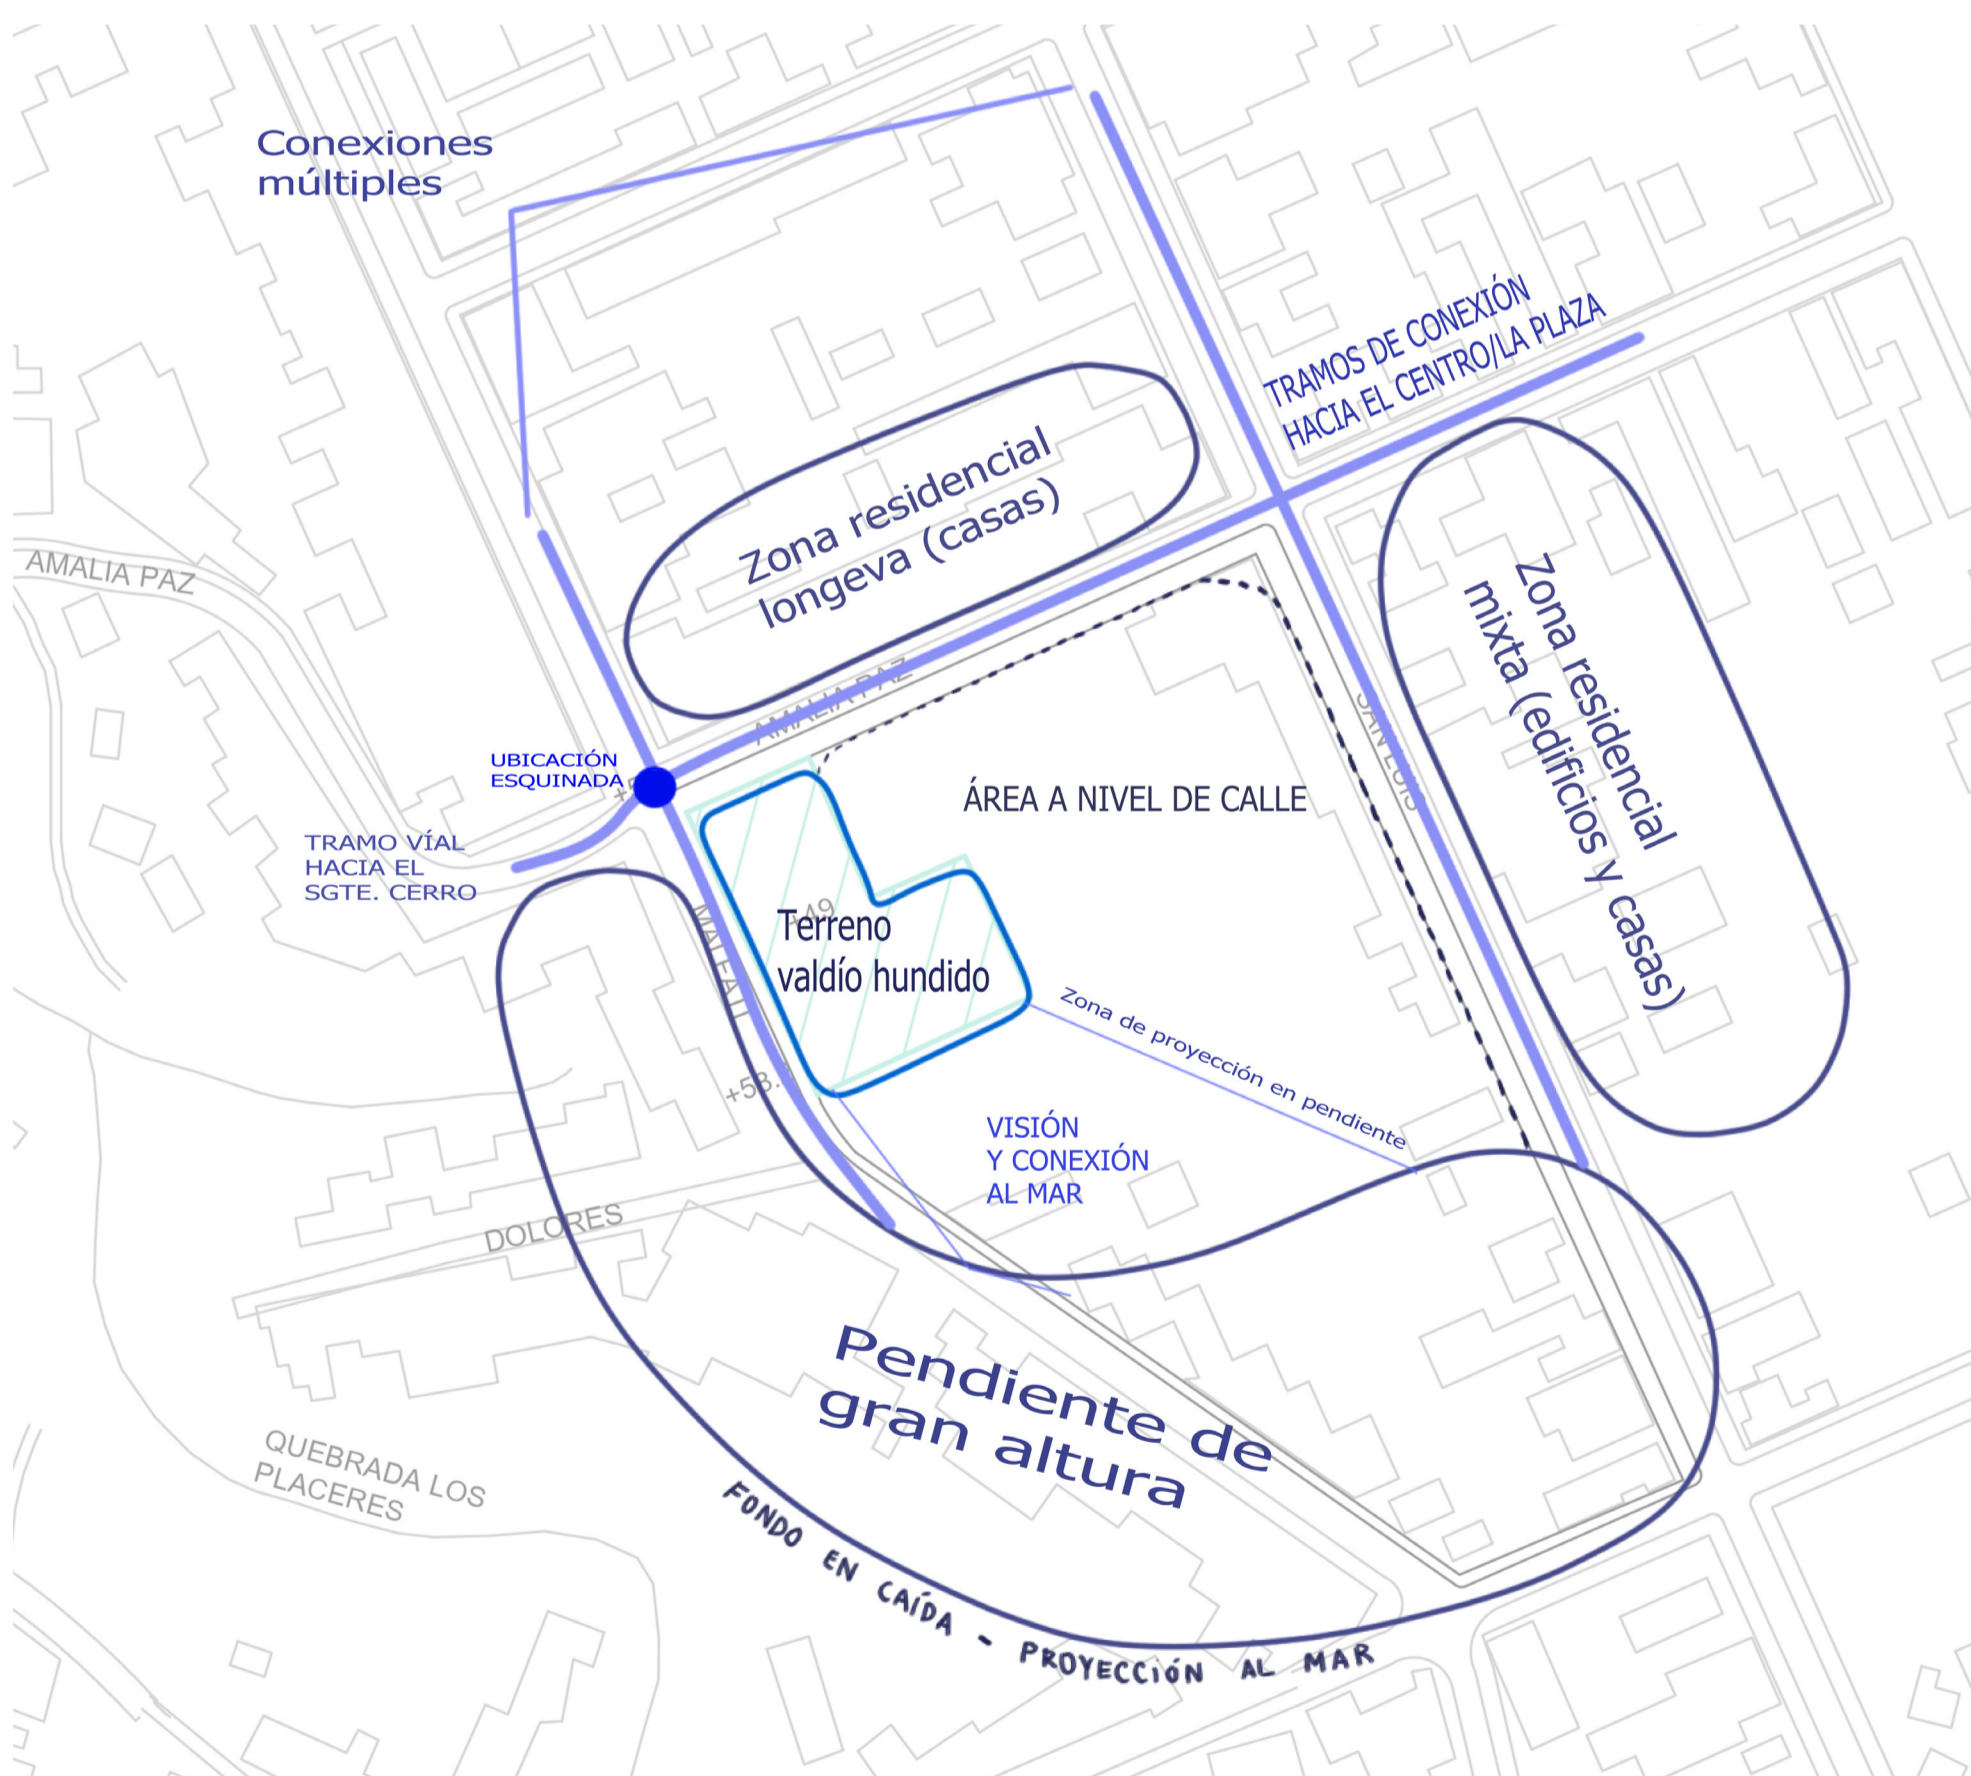 Conexiones
múltiples
TRAMOS DE CONEXIÓN
HACIA EL CENTRO/LA PLAZA
Zona residencial
longeva (casas)
AMALIA PAZ
AMALIA PAZ
Zona residencial
mixta (edificios y casas)
SAN LUIS
UBICACIÓN
ESQUINADA
ÁREA A NIVEL DE CALLE
TRAMO VÍAL
HACIA EL
SGTE. CERRO
+49
Terreno
valdío hundido
MALFATTI
Zona de proyección en pendiente
+53.
VISIÓN
Y CONEXIÓN
AL MAR
DOLORES
Pendiente de
gran altura
QUEBRADA LOS
PLACERES
FONDO EN CAÍDA - PROYECCIÓN AL MAR